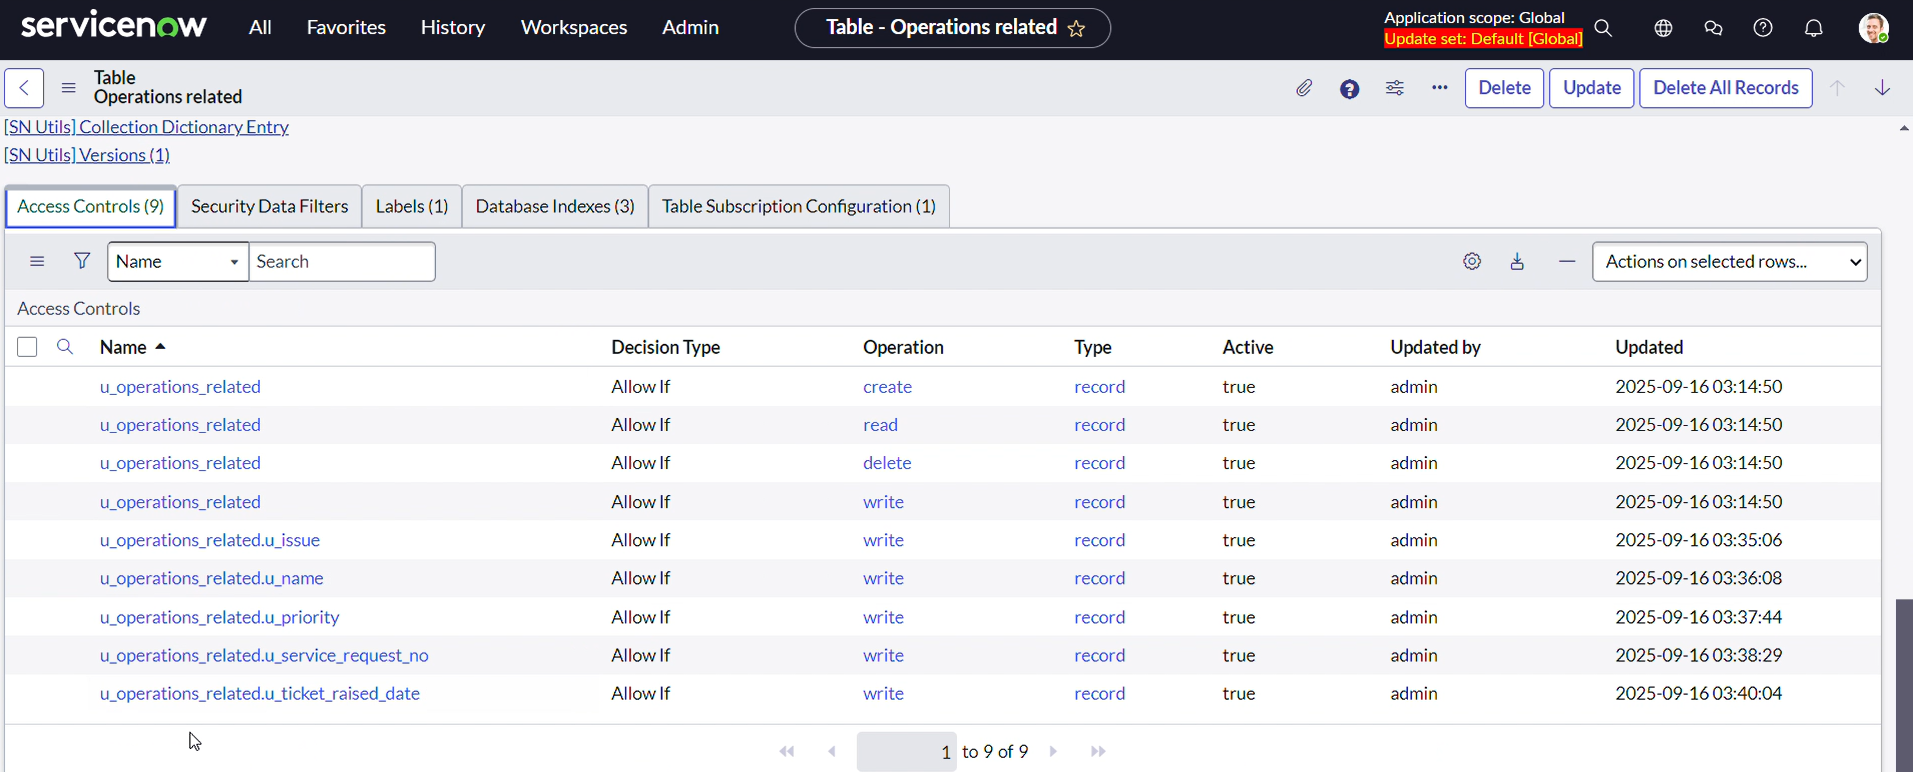 servicenow All Favorites History Workspaces Admin Table - Operations related Application scope: Global
Update set: Default [Global]
Table
Operations related Delete Update Delete All Records
[SN Utils] Collection Dictionary Entry
[SN Utils] Versions (1)
Access Controls (9) Security Data Filters Labels (1) Database Indexes (3) Table Subscription Configuration (1)
Name Search Actions on selected rows...
Access Controls
Name Decision Type Operation Type Active Updated by Updated
u_operations_related Allow If create record true admin 2025-09-16 03:14:50
u_operations_related Allow If read record true admin 2025-09-16 03:14:50
u_operations_related Allow If delete record true admin 2025-09-16 03:14:50
u_operations_related Allow If write record true admin 2025-09-16 03:14:50
u_operations_related.u_issue Allow If write record true admin 2025-09-16 03:35:06
u_operations_related.u_name Allow If write record true admin 2025-09-16 03:36:08
u_operations_related.u_priority Allow If write record true admin 2025-09-16 03:37:44
u_operations_related.u_service_request_no Allow If write record true admin 2025-09-16 03:38:29
u_operations_related.u_ticket_raised_date Allow If write record true admin 2025-09-16 03:40:04
1 to 9 of 9